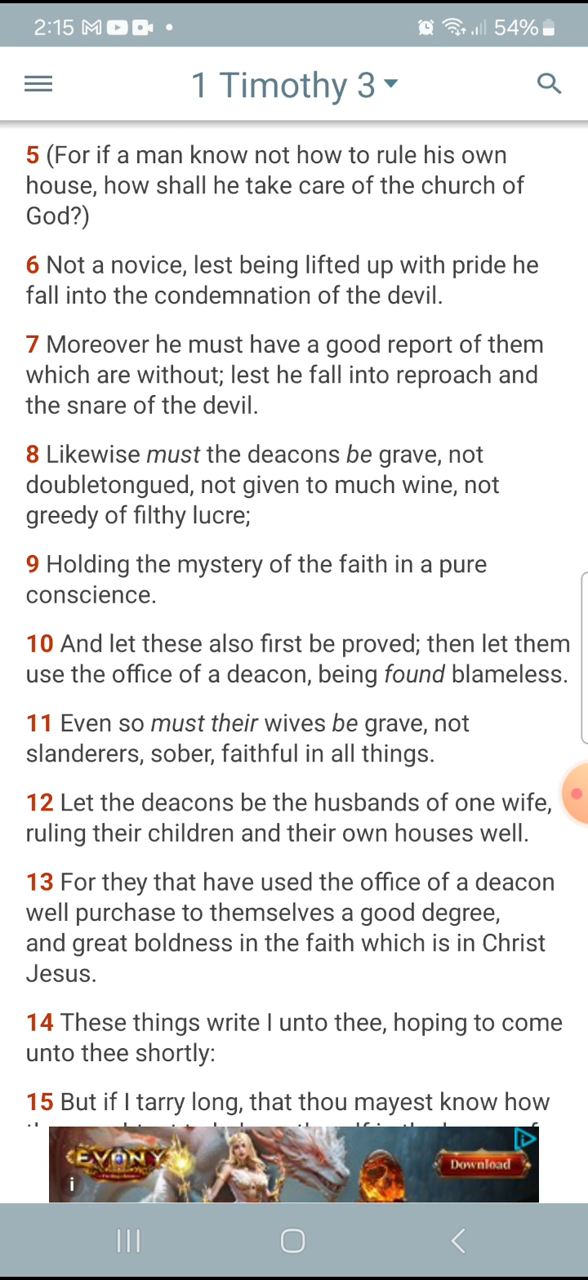 2:15
54%
1 Timothy 3
5 (For if a man know not how to rule his own
house, how shall he take care of the church of
God?)
6 Not a novice, lest being lifted up with pride he
fall into the condemnation of the devil.
7 Moreover he must have a good report of them
which are without; lest he fall into reproach and
the snare of the devil.
8 Likewise must the deacons be grave, not
doubletongued, not given to much wine, not
greedy of filthy lucre;
9 Holding the mystery of the faith in a pure
conscience.
10 And let these also first be proved; then let them
use the office of a deacon, being found blameless.
11 Even so must their wives be grave, not
slanderers, sober, faithful in all things.
12 Let the deacons be the husbands of one wife,
ruling their children and their own houses well.
13 For they that have used the office of a deacon
well purchase to themselves a good degree,
and great boldness in the faith which is in Christ
Jesus.
14 These things write I unto thee, hoping to come
unto thee shortly:
15 But if I tarry long, that thou mayest know how
EVONY
Download